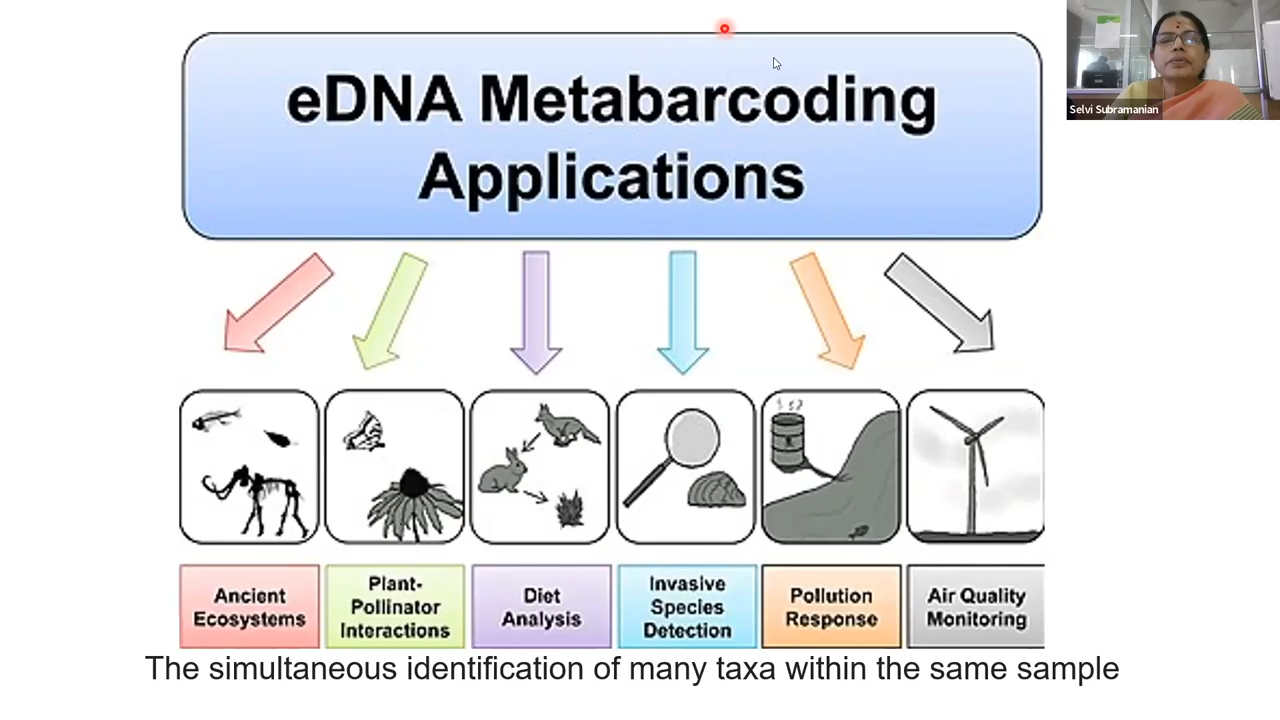 eDNA Metabarcoding
Applications
Selvi Subramanian
Ancient
Ecosystems
Plant-
Pollinator
Interactions
Diet
Analysis
Invasive
Species
Detection
Pollution
Response
Air Quality
Monitoring
The simultaneous identification of many taxa within the same sample